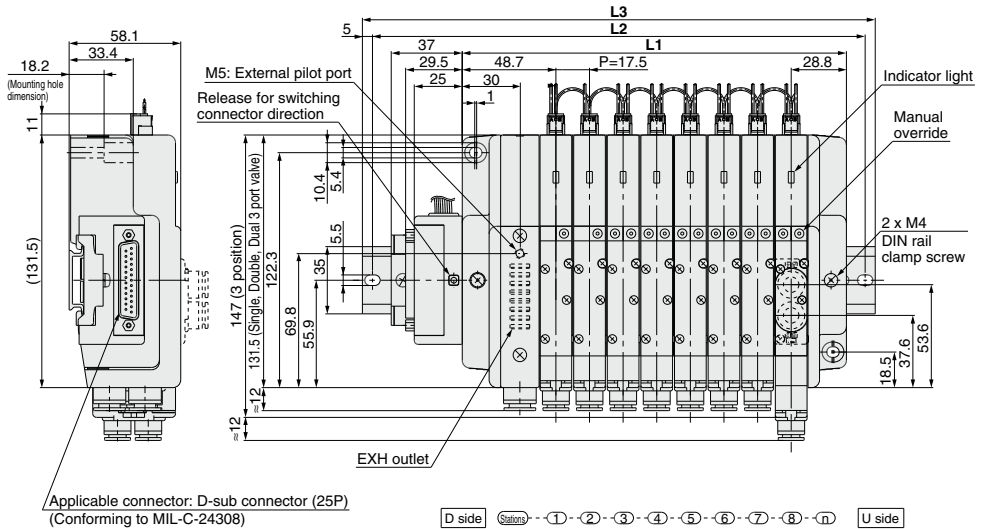 L3
58.1
5
L2
33.4
37
L1
18.2
(Mounting hole
dimension)
M5: External pilot port
29.5
48.7
P=17.5
28.8
Indicator light
25
30
Release for switching
connector direction
1
Manual
override
11
10.4
5.4
2 x M4
DIN rail
clamp screw
(131.5)
147 (3 position)
131.5 (Single, Double, Dual 3 port valve)
122.3
69.8
55.9
35
5.5
18.5
37.6
53.6
≈12
≈12
EXH outlet
Applicable connector: D-sub connector (25P)
(Conforming to MIL-C-24308)
D side Stations 1 2 3 4 5 6 7 8 n U side